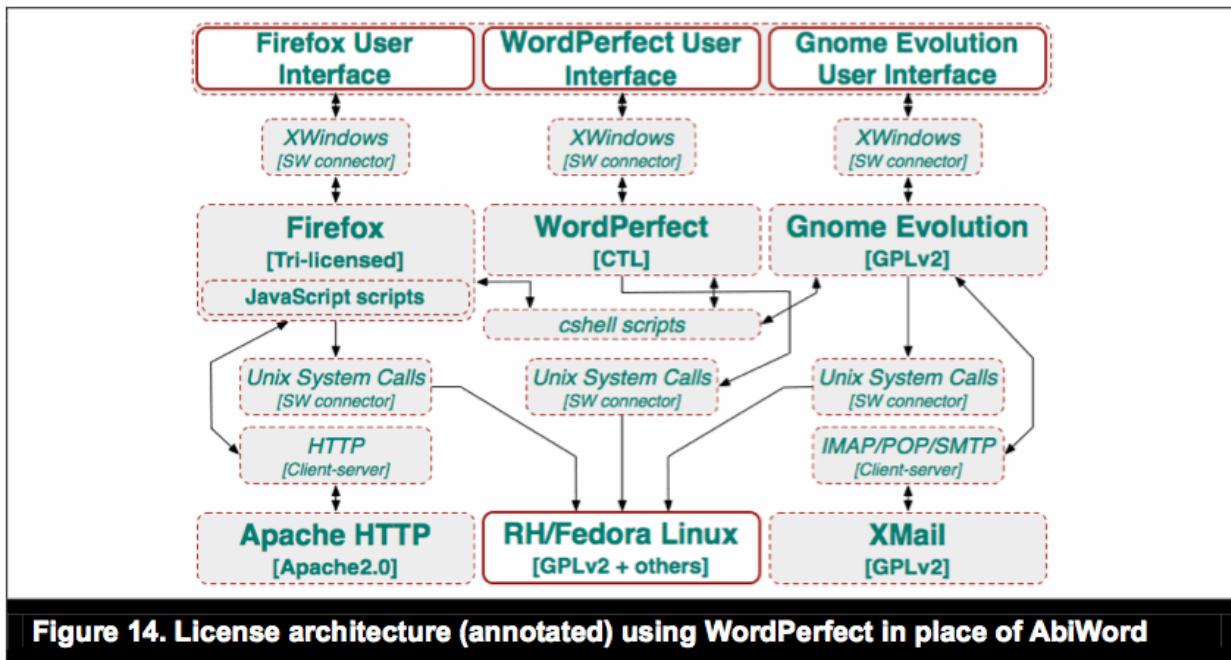 Firefox User
Interface
WordPerfect User
Interface
Gnome Evolution
User Interface
XWindows
[SW connector]
XWindows
[SW connector]
XWindows
[SW connector]
Firefox
[Tri-licensed]
JavaScript scripts
WordPerfect
[CTL]
Gnome Evolution
[GPLv2]
cshell scripts
Unix System Calls
[SW connector]
Unix System Calls
[SW connector]
Unix System Calls
[SW connector]
HTTP
[Client-server]
IMAP/POP/SMTP
[Client-server]
Apache HTTP
[Apache2.0]
RH/Fedora Linux
[GPLv2 + others]
XMail
[GPLv2]
Figure 14. License architecture (annotated) using WordPerfect in place of AbiWord